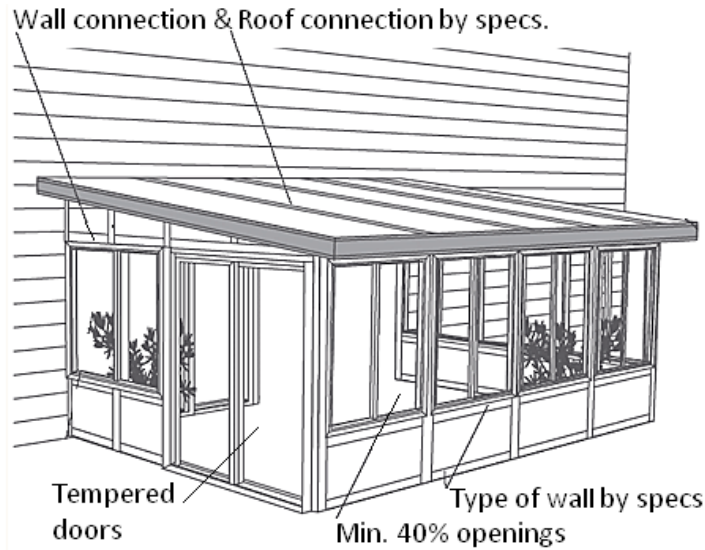 Wall connection & Roof connection by specs.
Tempered
doors
Type of wall by specs
Min. 40% openings